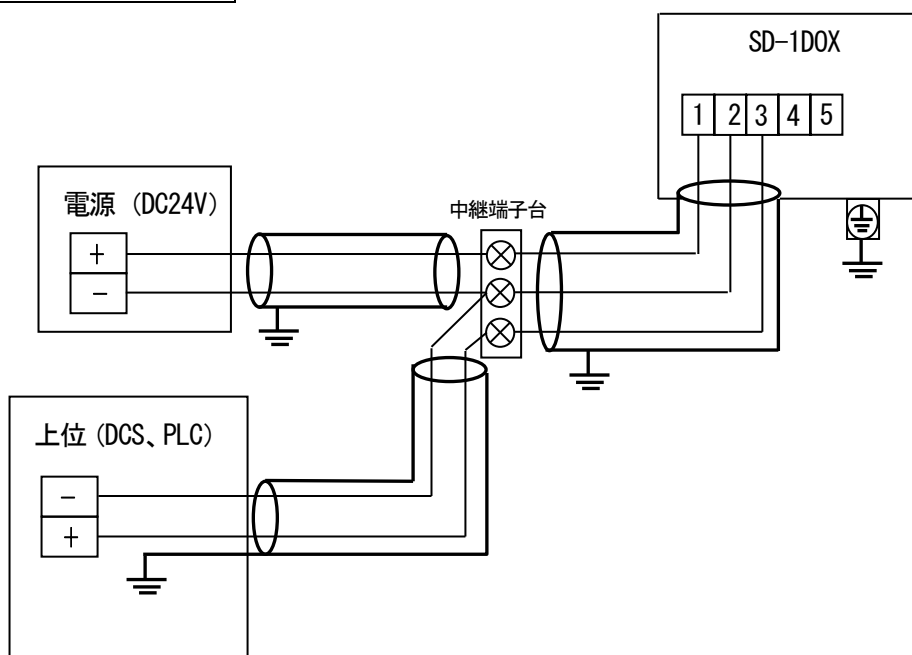 SD-1DOX
1 2 3 4 5
電源 (DC24V)
+
-
中継端子台
上位 (DCS、PLC)
-
+